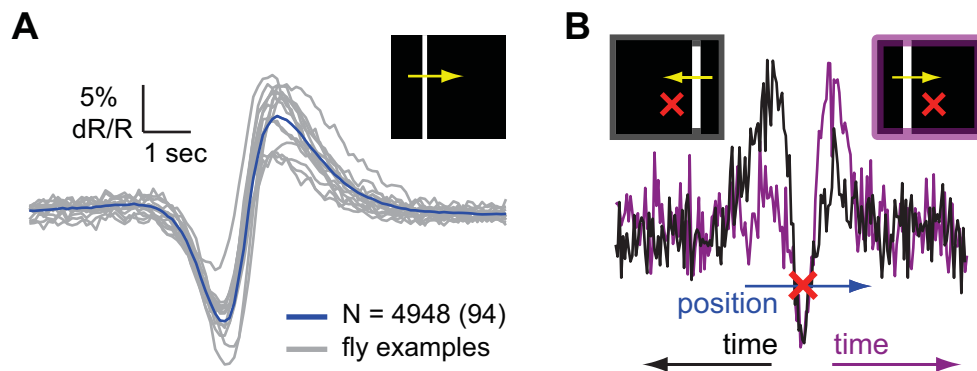 A
5%
dR/R
1 sec
N = 4948 (94)
fly examples
B
position
time
time